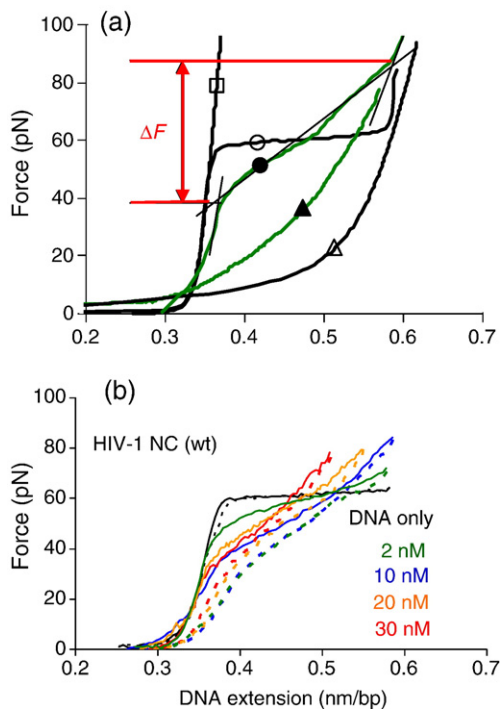 (a)
100
80
60
40
20
0
Force (pN)
ΔF
0.2 0.3 0.4 0.5 0.6 0.7
(b)
100
80
60
40
20
0
Force (pN)
HIV-1 NC (wt)
DNA only
2 nM
10 nM
20 nM
30 nM
0.2 0.3 0.4 0.5 0.6 0.7
DNA extension (nm/bp)